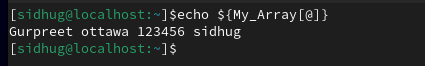 [sidhug@localhost:~]$echo ${My_Array[@]}
Gurpreet ottawa 123456 sidhug
[sidhug@localhost:~]$